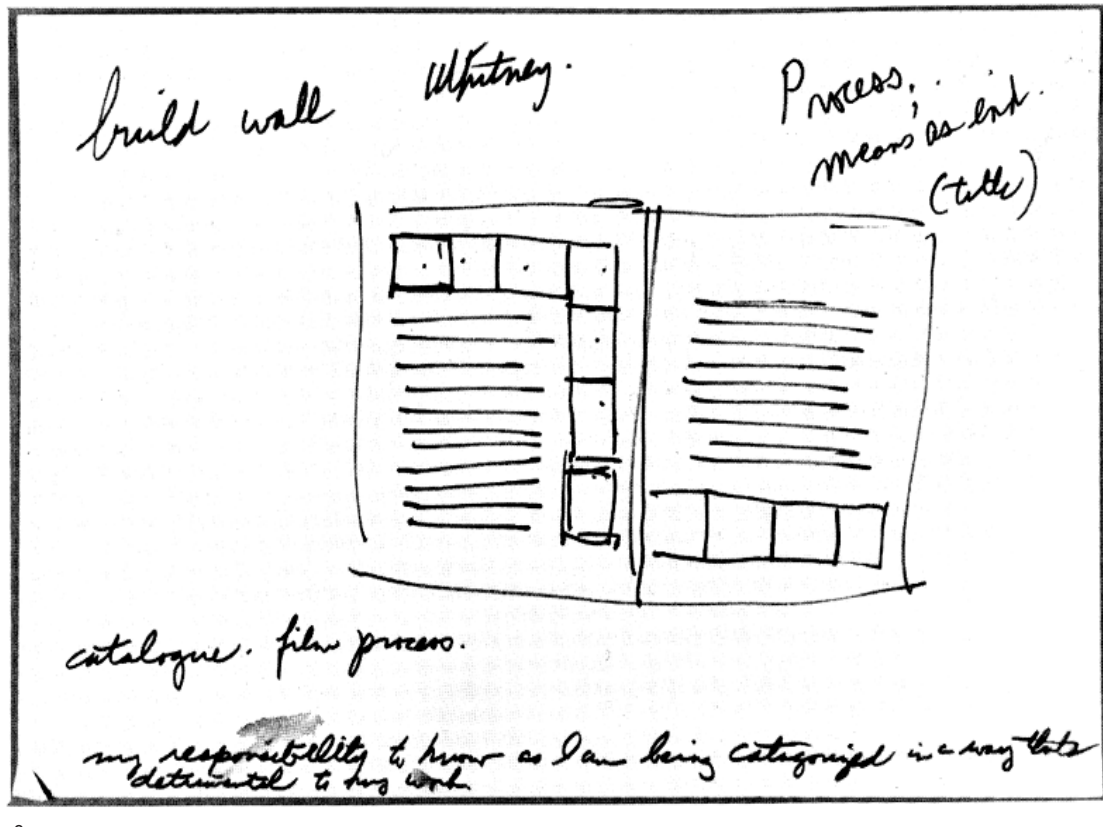 build wall
Whitney.
Process,
means as end.
(title)
catalogue. film process.
my responsibility to know as I am being categorized in a way thats
detrimental to my work